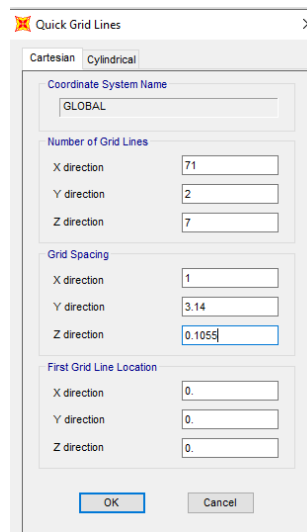 Quick Grid Lines
Cartesian Cylindrical
Coordinate System Name
GLOBAL
Number of Grid Lines
X direction 71
Y direction 2
Z direction 7
Grid Spacing
X direction 1
Y direction 3.14
Z direction 0.1055
First Grid Line Location
X direction 0.
Y direction 0.
Z direction 0.
OK Cancel